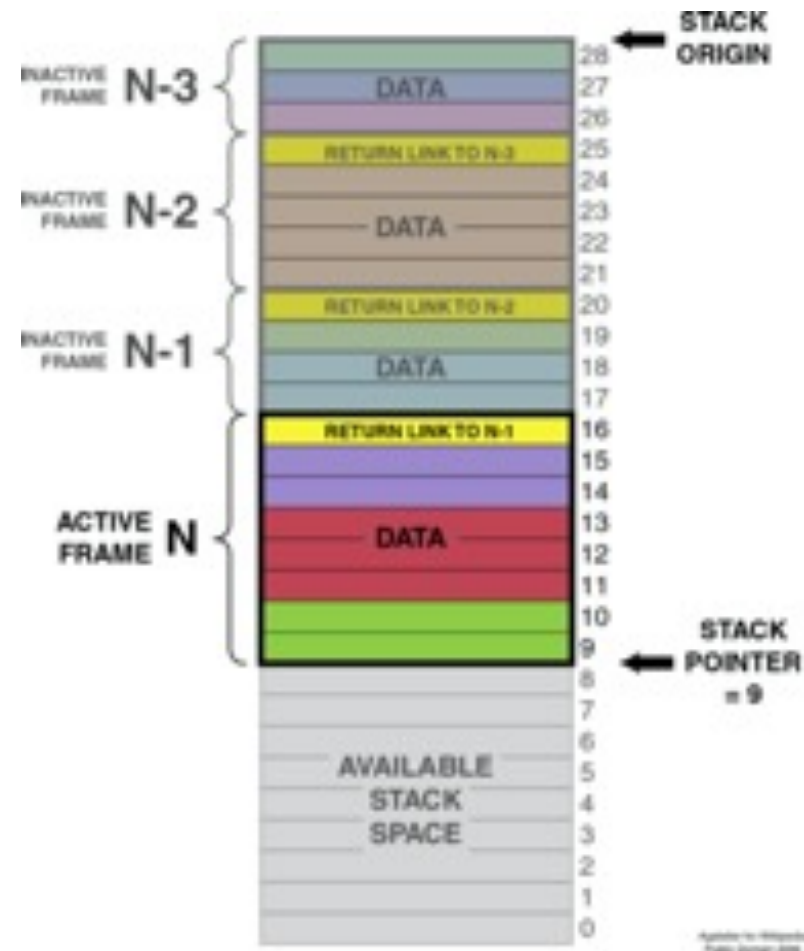 STACK
ORIGIN
28
INACTIVE
FRAME N-3
DATA
27
26
RETURN LINK TO N-3
25
24
INACTIVE
FRAME N-2
23
DATA
22
21
RETURN LINK TO N-2
20
19
INACTIVE
FRAME N-1
DATA
18
17
RETURN LINK TO N-1
16
15
14
ACTIVE
FRAME N
13
DATA
12
11
10
9
STACK
POINTER
= 9
8
7
6
AVAILABLE
5
STACK
4
SPACE
3
2
1
0